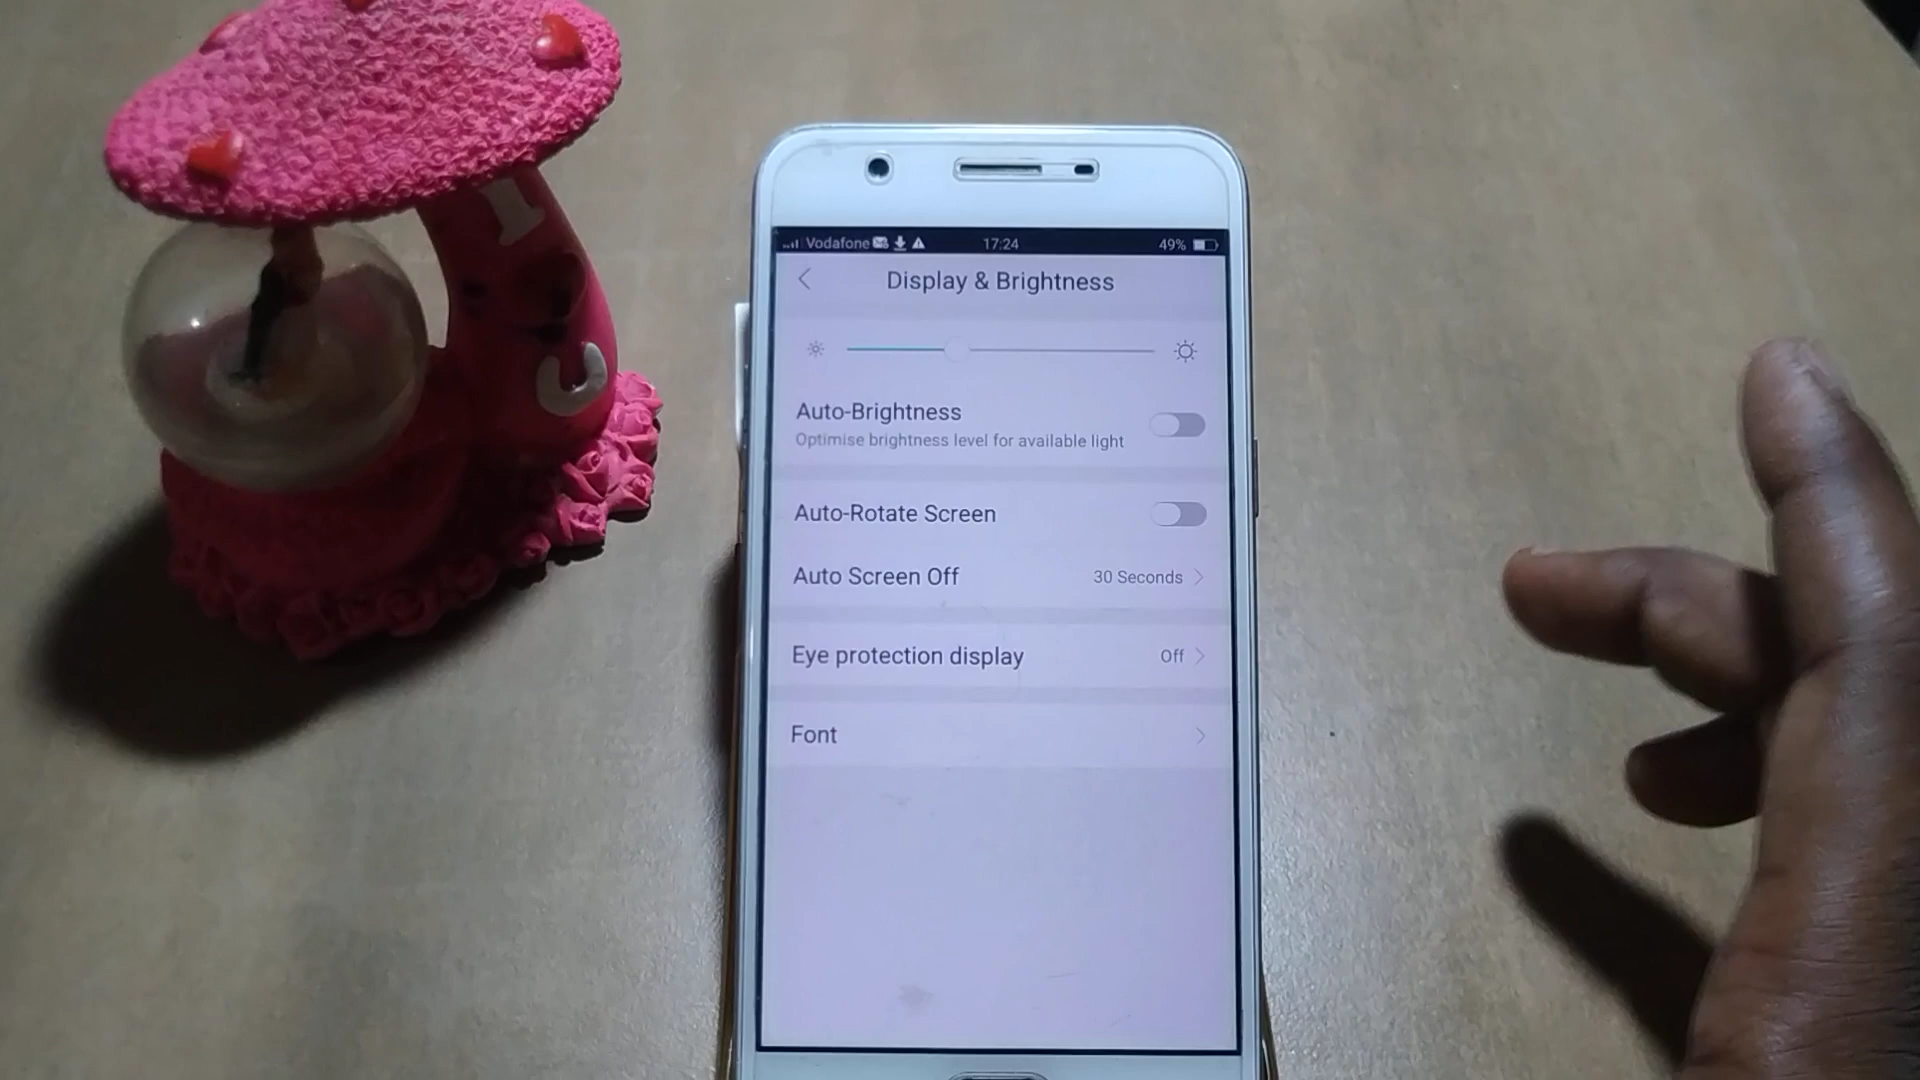 Vodafone 17:24 49%
Display & Brightness
Auto-Brightness
Optimise brightness level for available light
Auto-Rotate Screen
Auto Screen Off 30 Seconds
Eye protection display Off
Font